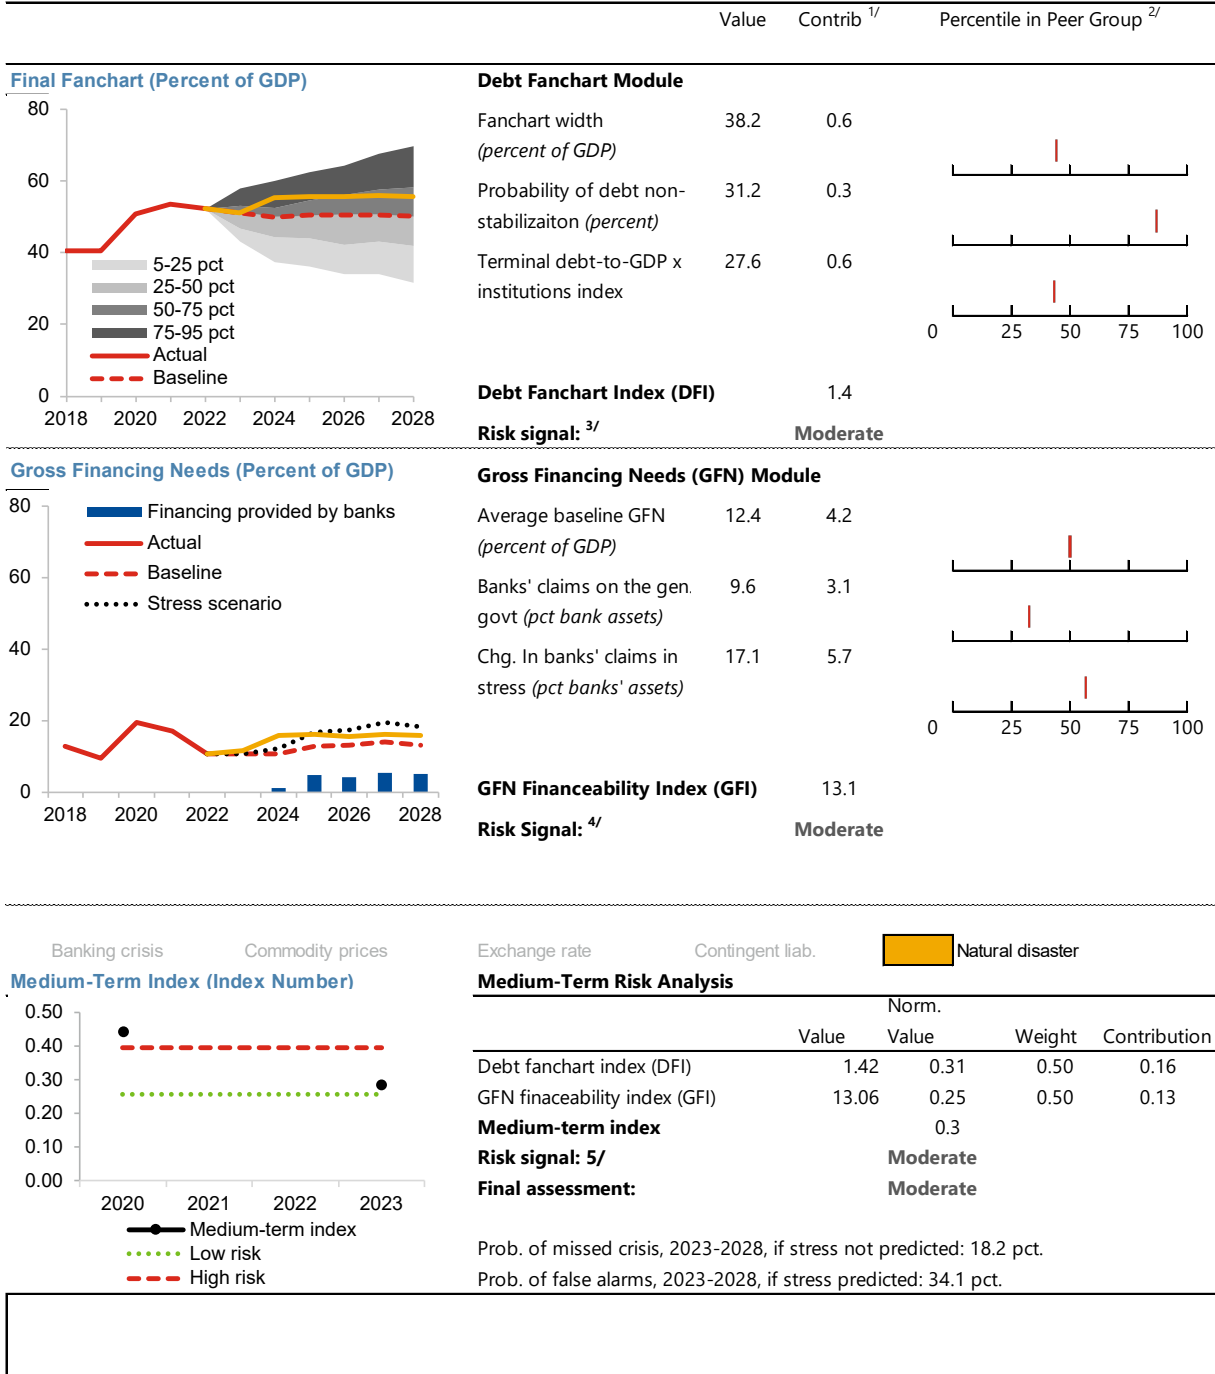 Value Contrib 1/ Percentile in Peer Group 2/
Final Fanchart (Percent of GDP)
80
60
40
20
0
5-25 pct
25-50 pct
50-75 pct
75-95 pct
Actual
Baseline
2018 2020 2022 2024 2026 2028
Debt Fanchart Module
Fanchart width 38.2 0.6
(percent of GDP)
Probability of debt non- 31.2 0.3
stabilizaiton (percent)
Terminal debt-to-GDP x 27.6 0.6
institutions index
0 25 50 75 100
Debt Fanchart Index (DFI) 1.4
Risk signal: 3/ Moderate
Gross Financing Needs (Percent of GDP)
80
60
40
20
0
Financing provided by banks
Actual
Baseline
Stress scenario
2018 2020 2022 2024 2026 2028
Gross Financing Needs (GFN) Module
Average baseline GFN 12.4 4.2
(percent of GDP)
Banks' claims on the gen. 9.6 3.1
govt (pct bank assets)
Chg. In banks' claims in 17.1 5.7
stress (pct banks' assets)
0 25 50 75 100
GFN Financeability Index (GFI) 13.1
Risk Signal: 4/ Moderate
Banking crisis Commodity prices Exchange rate Contingent liab. Natural disaster
Medium-Term Index (Index Number)
0.50
0.40
0.30
0.20
0.10
0.00
2020 2021 2022 2023
Medium-term index
Low risk
High risk
Medium-Term Risk Analysis
Norm.
Value Value Weight Contribution
Debt fanchart index (DFI) 1.42 0.31 0.50 0.16
GFN finaceability index (GFI) 13.06 0.25 0.50 0.13
Medium-term index 0.3
Risk signal: 5/ Moderate
Final assessment: Moderate
Prob. of missed crisis, 2023-2028, if stress not predicted: 18.2 pct.
Prob. of false alarms, 2023-2028, if stress predicted: 34.1 pct.